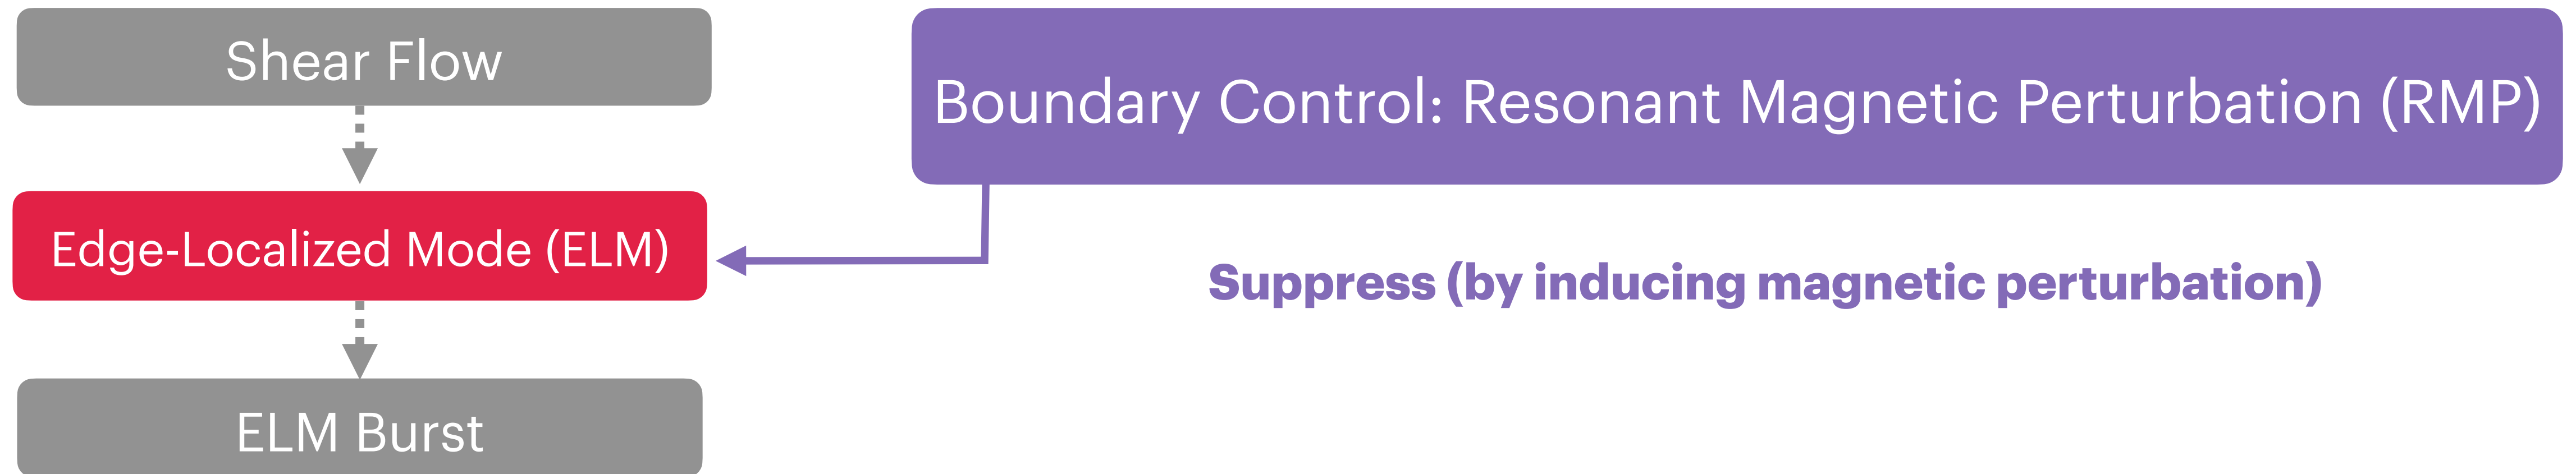 Shear Flow
Boundary Control: Resonant Magnetic Perturbation (RMP)
Edge-Localized Mode (ELM)
Suppress (by inducing magnetic perturbation)
ELM Burst